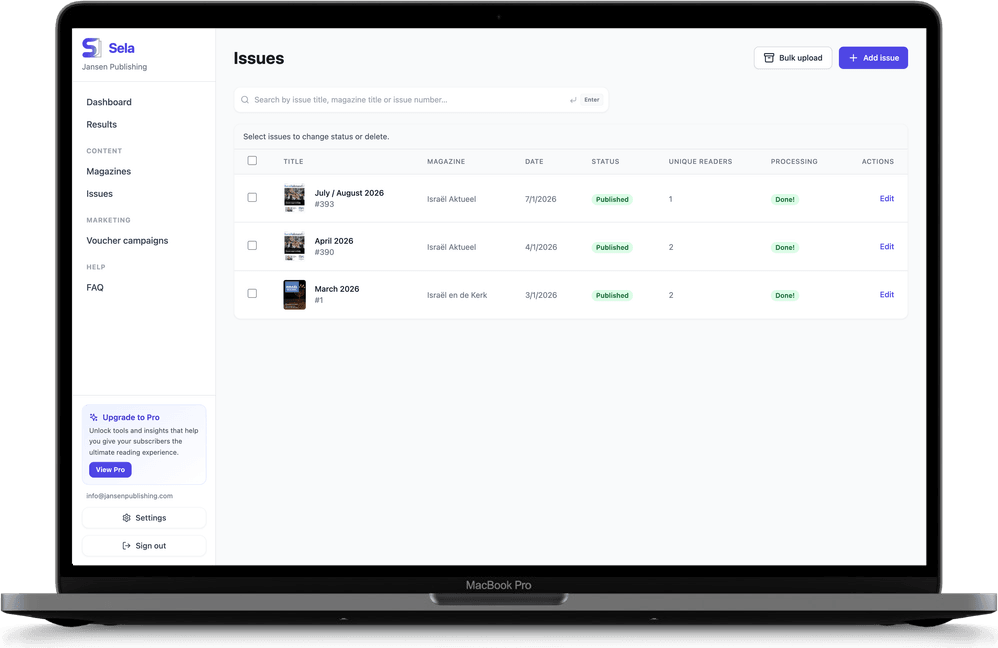 Sela
Jansen Publishing
Dashboard
Results
CONTENT
Magazines
Issues
MARKETING
Voucher campaigns
HELP
FAQ
Upgrade to Pro
Unlock tools and insights that help
you give your subscribers the
ultimate reading experience.
View Pro
info@jansenpublishing.com
Settings
Sign out
Issues
Bulk upload
Add issue
Search by issue title, magazine title or issue number... Enter
Select issues to change status or delete.
TITLE MAGAZINE DATE STATUS UNIQUE READERS PROCESSING ACTIONS
July / August 2026
#393
Israël Aktueel 7/1/2026 Published 1 Done! Edit
April 2026
#390
Israël Aktueel 4/1/2026 Published 2 Done! Edit
March 2026
#1
Israël en de Kerk 3/1/2026 Published 2 Done! Edit
MacBook Pro